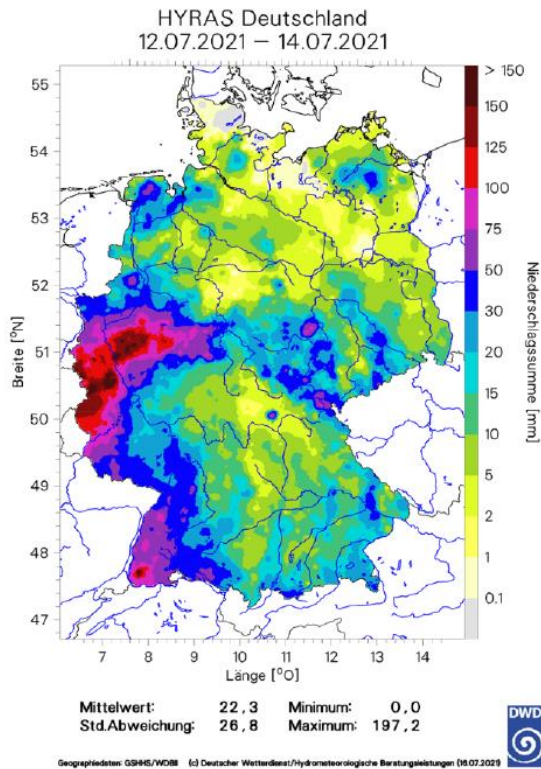 HYRAS Deutschland
12.07.2021 – 14.07.2021
55
54
53
52
51
50
49
48
47
Breite [°N]
7 8 9 10 11 12 13 14
Länge [°O]
> 150
150
100
75
50
30
20
15
10
5
2
1
0.1
Niederschlagssumme [mm]
Mittelwert: 22,3 Minimum: 0,0
Std.Abweichung: 26,8 Maximum: 197,2
DWD
Geographiedaten: GSHHS/WDBII (c) Deutscher Wetterdienst/Hydrometeorologische Beratungsleistungen (16.07.2021)